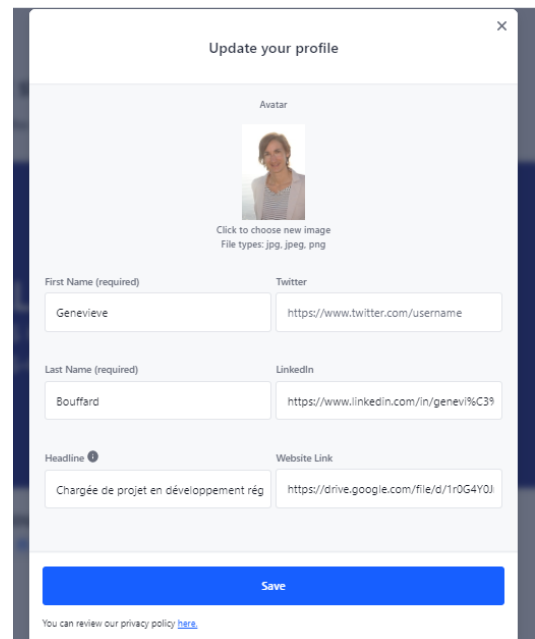 Update your profile
Avatar
Click to choose new image
File types: jpg, jpeg, png
First Name (required)
Twitter
Genevieve
https://www.twitter.com/username
Last Name (required)
LinkedIn
Bouffard
https://www.linkedin.com/in/genevi%C3%
Headline
Website Link
Chargée de projet en développement rég
https://drive.google.com/file/d/1r0G4Y0J
Save
You can review our privacy policy here.